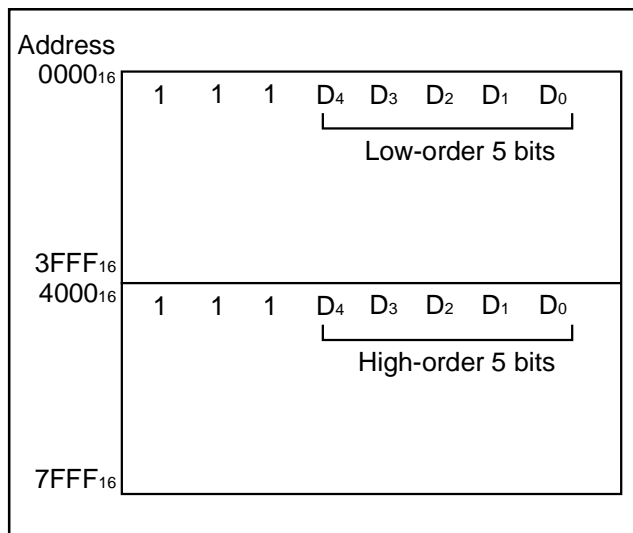 Address
0000₁₆
1 1 1 D₄ D₃ D₂ D₁ D₀
Low-order 5 bits
3FFF₁₆
4000₁₆
1 1 1 D₄ D₃ D₂ D₁ D₀
High-order 5 bits
7FFF₁₆